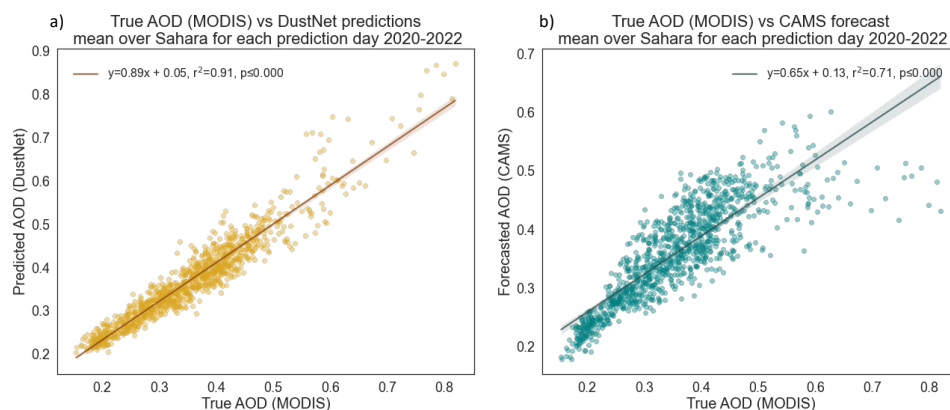 a)
True AOD (MODIS) vs DustNet predictions
mean over Sahara for each prediction day 2020-2022
y=0.89x + 0.05, r²=0.91, p≤0.000
Predicted AOD (DustNet)
0.9
0.8
0.7
0.6
0.5
0.4
0.3
0.2
0.2 0.3 0.4 0.5 0.6 0.7 0.8
True AOD (MODIS)
b)
True AOD (MODIS) vs CAMS forecast
mean over Sahara for each prediction day 2020-2022
y=0.65x + 0.13, r²=0.71, p≤0.000
Forecasted AOD (CAMS)
0.7
0.6
0.5
0.4
0.3
0.2
0.2 0.3 0.4 0.5 0.6 0.7 0.8
True AOD (MODIS)